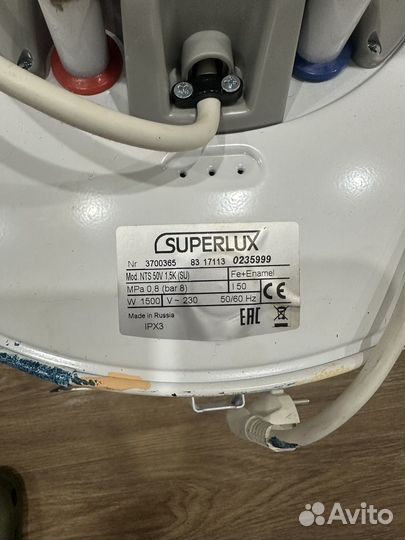 SUPERLUX
Nr 3700365 83 17113 0235999
Mod. NTS 50V 1,5K (SU) Fe+Enamel
MPa 0,8 (bar 8) l 50 CE
W 1500 V~ 230 50/60 Hz
Made in Russia EAC
IPX3
Avito